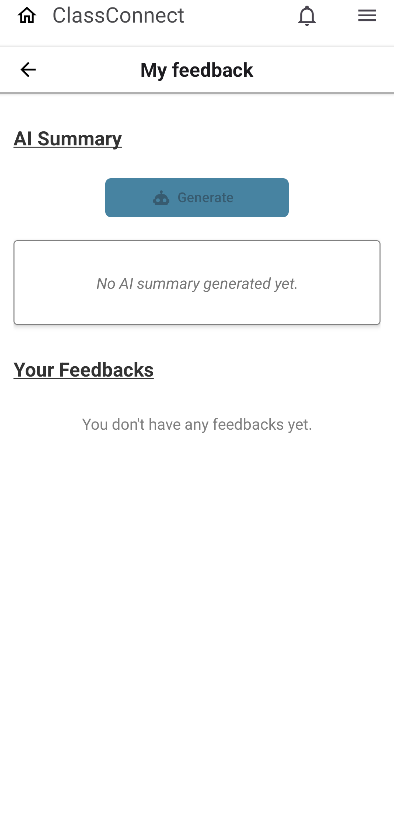 ClassConnect
My feedback
AI Summary
Generate
No AI summary generated yet.
Your Feedbacks
You don't have any feedbacks yet.